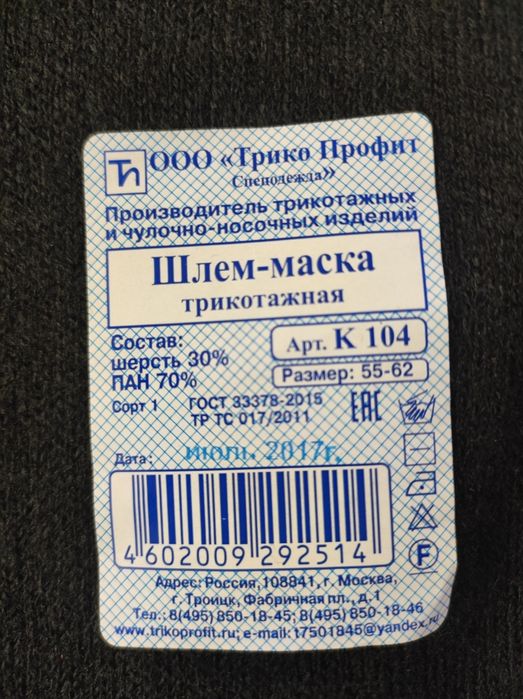 Тп ООО «Трико Профит
Спецодежда»
Производитель трикотажных
и чулочно-носочных изделий
Шлем-маска
трикотажная
Состав:
шерсть 30%
ПАН 70%
Арт. К 104
Размер: 55-62
Сорт 1
ГОСТ 33378-2015
ТР ТС 017/2011
ЕАС
Дата: июль 2017г.
4 602009 292514
F
Адрес: Россия, 108841, г. Москва,
г. Троицк, Фабричная пл., д.1
Тел.: 8(495) 850-18-45; 8(495) 850-18-46
www.trikoprofit.ru; e-mail: t7501845@yandex.ru